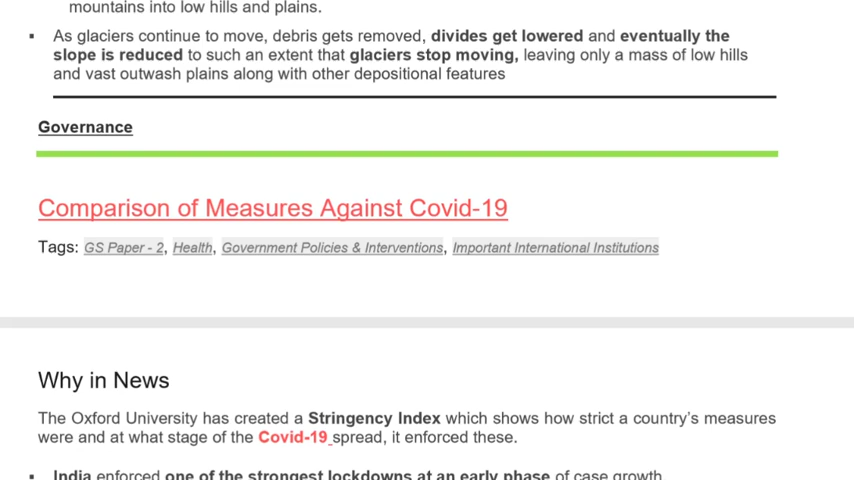 mountains into low hills and plains.
▪ As glaciers continue to move, debris gets removed, divides get lowered and eventually the
slope is reduced to such an extent that glaciers stop moving, leaving only a mass of low hills
and vast outwash plains along with other depositional features
Governance
Comparison of Measures Against Covid-19
Tags: GS Paper - 2, Health, Government Policies & Interventions, Important International Institutions
Why in News
The Oxford University has created a Stringency Index which shows how strict a country’s measures
were and at what stage of the Covid-19 spread, it enforced these.
▪ India enforced one of the strongest lockdowns at an early phase of case growth.